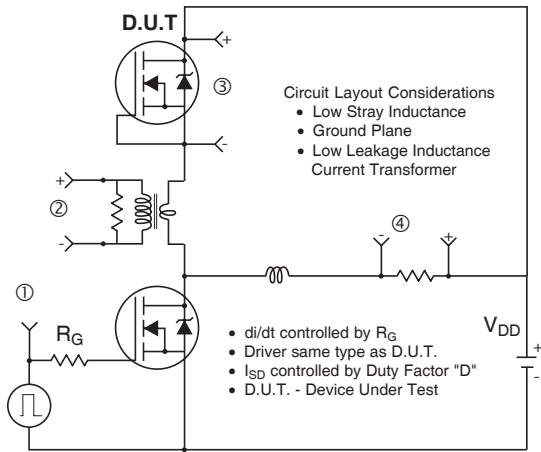 D.U.T
+
③
-
Circuit Layout Considerations
• Low Stray Inductance
• Ground Plane
• Low Leakage Inductance
Current Transformer
+
②
-
④
-
+
①
RG
VDD
+
-
• di/dt controlled by RG
• Driver same type as D.U.T.
• ISD controlled by Duty Factor "D"
• D.U.T. - Device Under Test